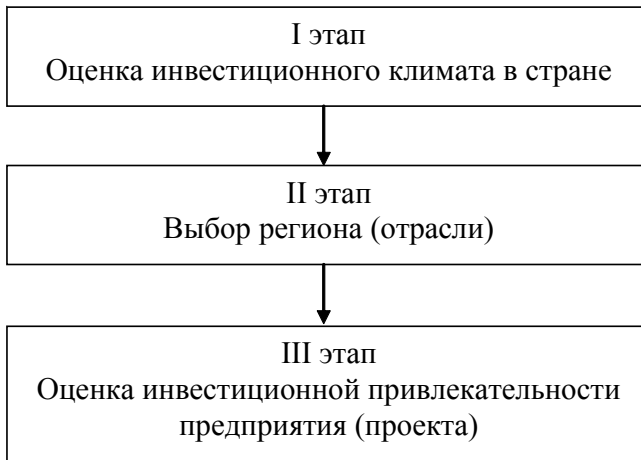 I этап
Оценка инвестиционного климата в стране
II этап
Выбор региона (отрасли)
III этап
Оценка инвестиционной привлекательности
предприятия (проекта)